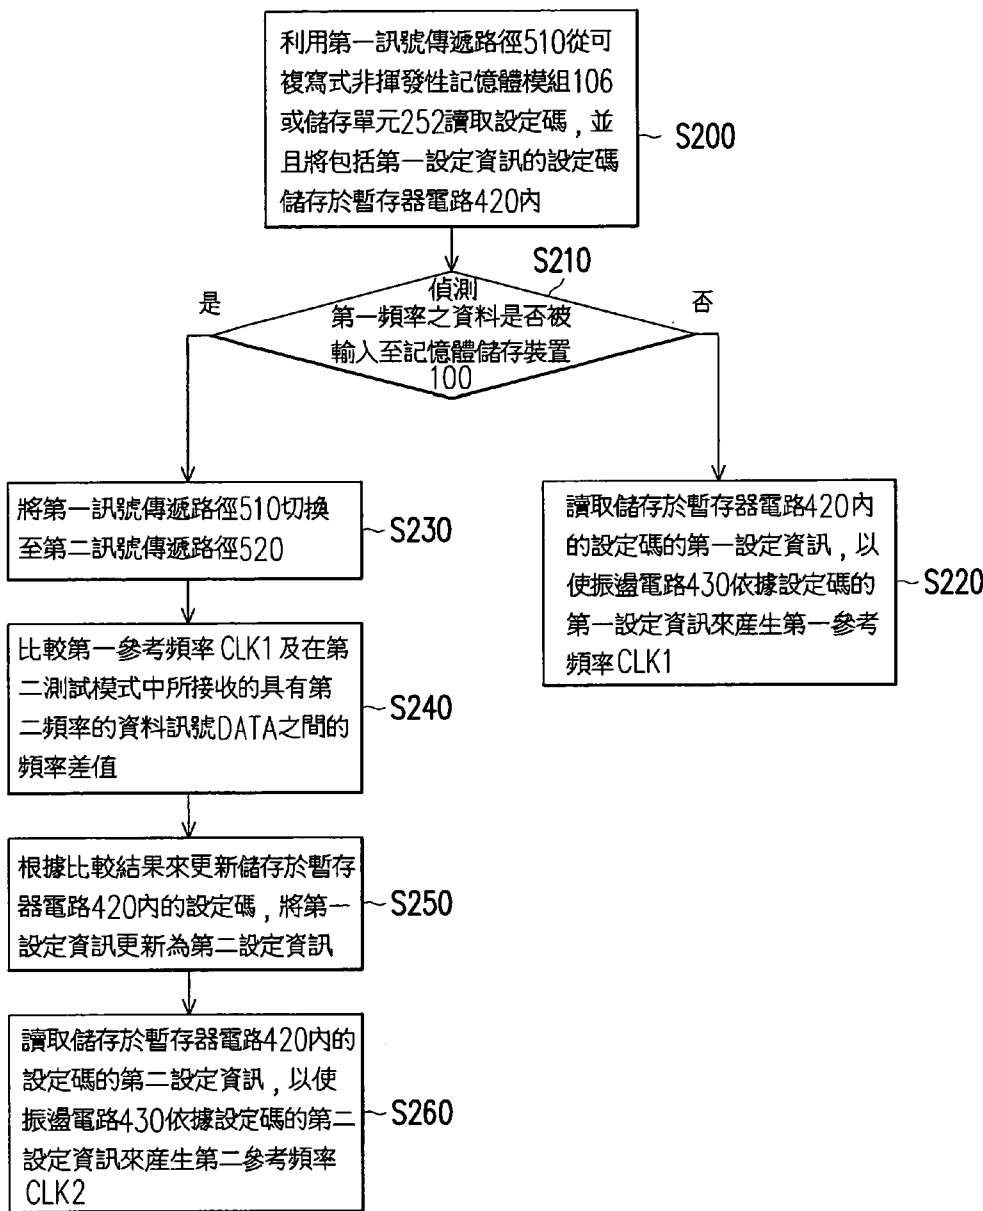 利用第一訊號傳遞路徑510從可
複寫式非揮發性記憶體模組106
或儲存單元252讀取設定碼，並
且將包括第一設定資訊的設定碼
儲存於暫存器電路420內
S200
S210
偵測
第一頻率之資料是否被
輸入至記憶體儲存裝置
100
是
否
將第一訊號傳遞路徑510切換
至第二訊號傳遞路徑520
S230
讀取儲存於暫存器電路420內
的設定碼的第一設定資訊，以
使振盪電路430依據設定碼的
第一設定資訊來產生第一參考
頻率CLK1
S220
比較第一參考頻率CLK1及在第
二測試模式中所接收的具有第
二頻率的資料訊號DATA之間的
頻率差值
S240
根據比較結果來更新儲存於暫存
器電路420內的設定碼，將第一
設定資訊更新為第二設定資訊
S250
讀取儲存於暫存器電路420內的
設定碼的第二設定資訊，以使
振盪電路430依據設定碼的第二
設定資訊來產生第二參考頻率
CLK2
S260